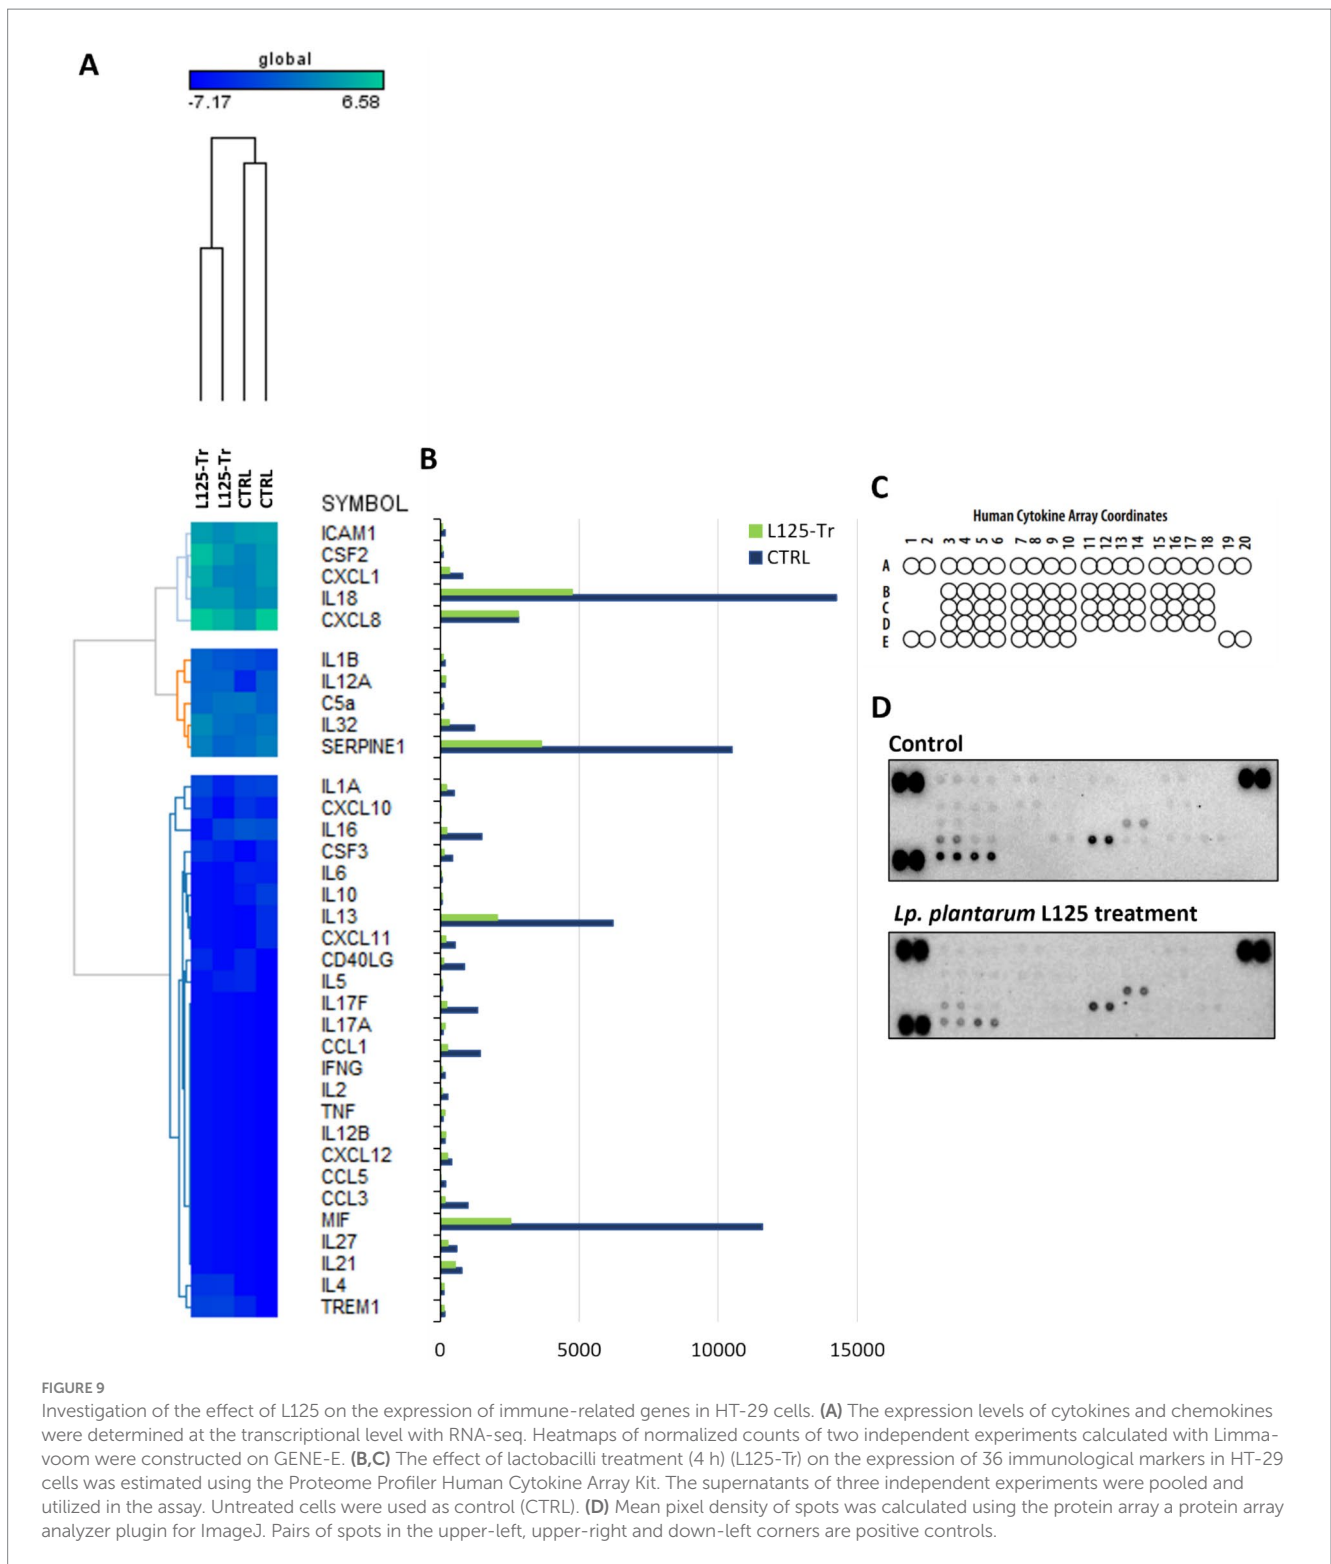 A
global
-7.17 6.58
L125-Tr
L125-Tr
CTRL
CTRL
SYMBOL
ICAM1
CSF2
CXCL1
IL18
CXCL8
IL1B
IL12A
C5a
IL32
SERPINE1
IL1A
CXCL10
IL16
CSF3
IL6
IL10
IL13
CXCL11
CD40LG
IL5
IL17F
IL17A
CCL1
IFNG
IL2
TNF
IL12B
CXCL12
CCL5
CCL3
MIF
IL27
IL21
IL4
TREM1
B
L125-Tr
CTRL
0 5000 10000 15000
C
Human Cytokine Array Coordinates
1 2 3 4 5 6 7 8 9 10 11 12 13 14 15 16 17 18 19 20
A
B
C
D
E
D
Control
Lp. plantarum L125 treatment
FIGURE 9
Investigation of the effect of L125 on the expression of immune-related genes in HT-29 cells. (A) The expression levels of cytokines and chemokines
were determined at the transcriptional level with RNA-seq. Heatmaps of normalized counts of two independent experiments calculated with Limma-
voom were constructed on GENE-E. (B,C) The effect of lactobacilli treatment (4 h) (L125-Tr) on the expression of 36 immunological markers in HT-29
cells was estimated using the Proteome Profiler Human Cytokine Array Kit. The supernatants of three independent experiments were pooled and
utilized in the assay. Untreated cells were used as control (CTRL). (D) Mean pixel density of spots was calculated using the protein array a protein array
analyzer plugin for ImageJ. Pairs of spots in the upper-left, upper-right and down-left corners are positive controls.